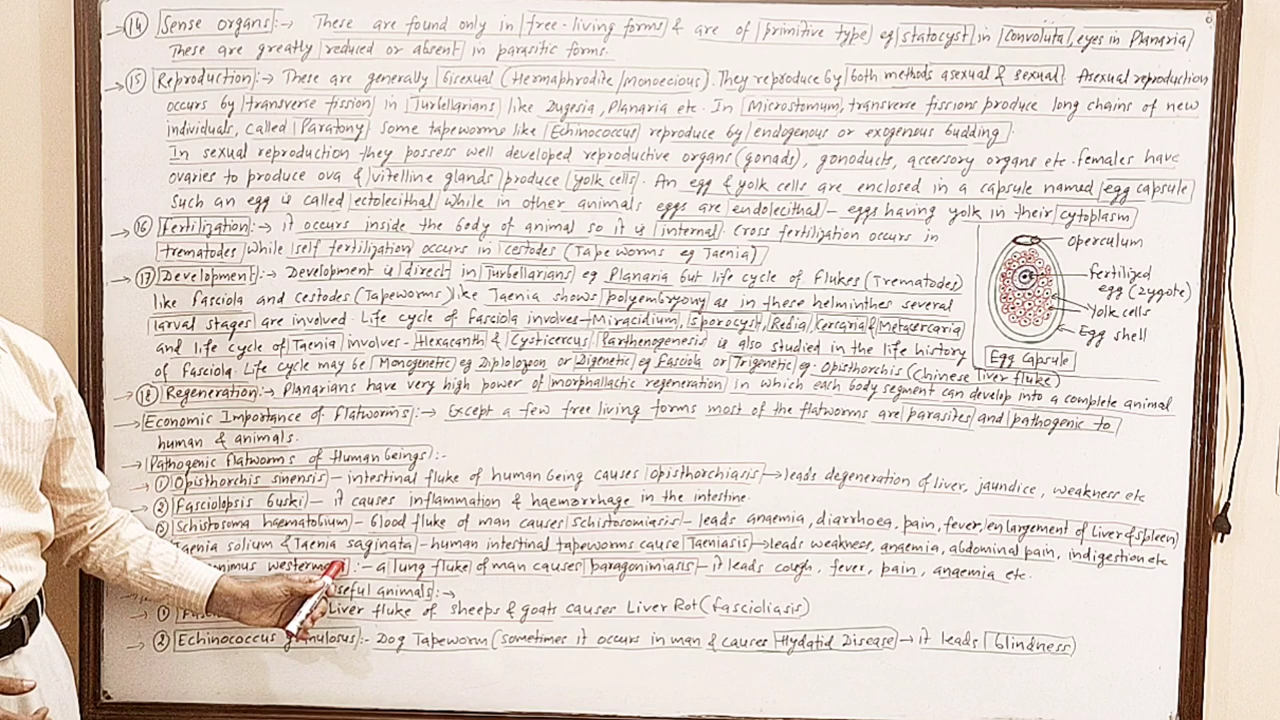 → (14) Sense organs:→ These are found only in free-living forms & are of primitive type eg statocyst in Convoluta, eyes in Planaria
These are greatly reduced or absent in parasitic forms.
→ (15) Reproduction:→ These are generally bisexual (Hermaphrodite/monoecious). They reproduce by both methods asexual & sexual. Asexual reproduction
occurs by transverse fission in Turbellarians like Dugesia, Planaria etc. In Microstomum, transverse fissions produce long chains of new
individuals, called Paratony some tapeworms like Echinococcus reproduce by endogenous or exogenous budding.
In sexual reproduction they possess well developed reproductive organs (gonads), gonoducts, accessory organs etc. females have
ovaries to produce ova & vitelline glands produce yolk cells. An egg & yolk cells are enclosed in a capsule named egg capsule
Such an egg is called ectolecithal while in other animals eggs are endolecithal – eggs having yolk in their cytoplasm
→ (16) Fertilization:→ it occurs inside the body of animal so it is internal. Cross fertilization occurs in
trematodes while self fertilization occurs in cestodes (Tape worms eg Taenia)
→ (17) Development:→ Development is direct in Turbellarians eg Planaria but life cycle of Flukes (Trematodes)
like fasciola and cestodes (Tapeworms) like Taenia shows polyembryony as in these helminthes several
larval stages are involved. Life cycle of fasciola involves – Miracidium, Sporocyst, Redia, Cercaria & Metacercaria
and life cycle of Taenia involves – Hexacanth & Cysticercus Parthenogenesis is also studied in the life history
of fasciola. Life cycle may be Monogenetic eg Diplolozoon or Digenetic eg fasciola or Trigenetic eg. Opisthorchis (Chinese liver fluke)
operculum
fertilized
egg (zygote)
Yolk cells
Egg shell
Egg Capsule
→ (18) Regeneration:→ Planarians have very high power of morphallactic regeneration in which each body segment can develop into a complete animal
→ Economic Importance of flatworms:→ Except a few free living forms most of the flatworms are parasites and pathogenic to
human & animals.
→ Pathogenic flatworms of Human beings:-
→ (1) Opisthorchis sinensis – intestinal fluke of human being causes opisthorchiasis → leads degeneration of liver, jaundice, weakness etc
→ (2) Fasciolopsis buski – it causes inflammation & haemorrhage in the intestine.
→ (3) Schistosoma haematobium – blood fluke of man causes schistosomiasis – leads anaemia, diarrhoea, pain, fever, enlargement of liver & spleen
Taenia solium & Taenia saginata – human intestinal tapeworms cause Taeniasis → leads weakness, anaemia, abdominal pain, indigestion etc
:– a lung fluke of man causes paragonimiasis – it leads cough, fever, pain, anaemia etc.
animals:→
→ (1) Liver fluke of sheeps & goats causes Liver Rot (fascioliasis)
→ (2) Echinococcus granulosus:- Dog Tapeworm (sometimes it occurs in man & causes Hydatid Disease → it leads blindness)